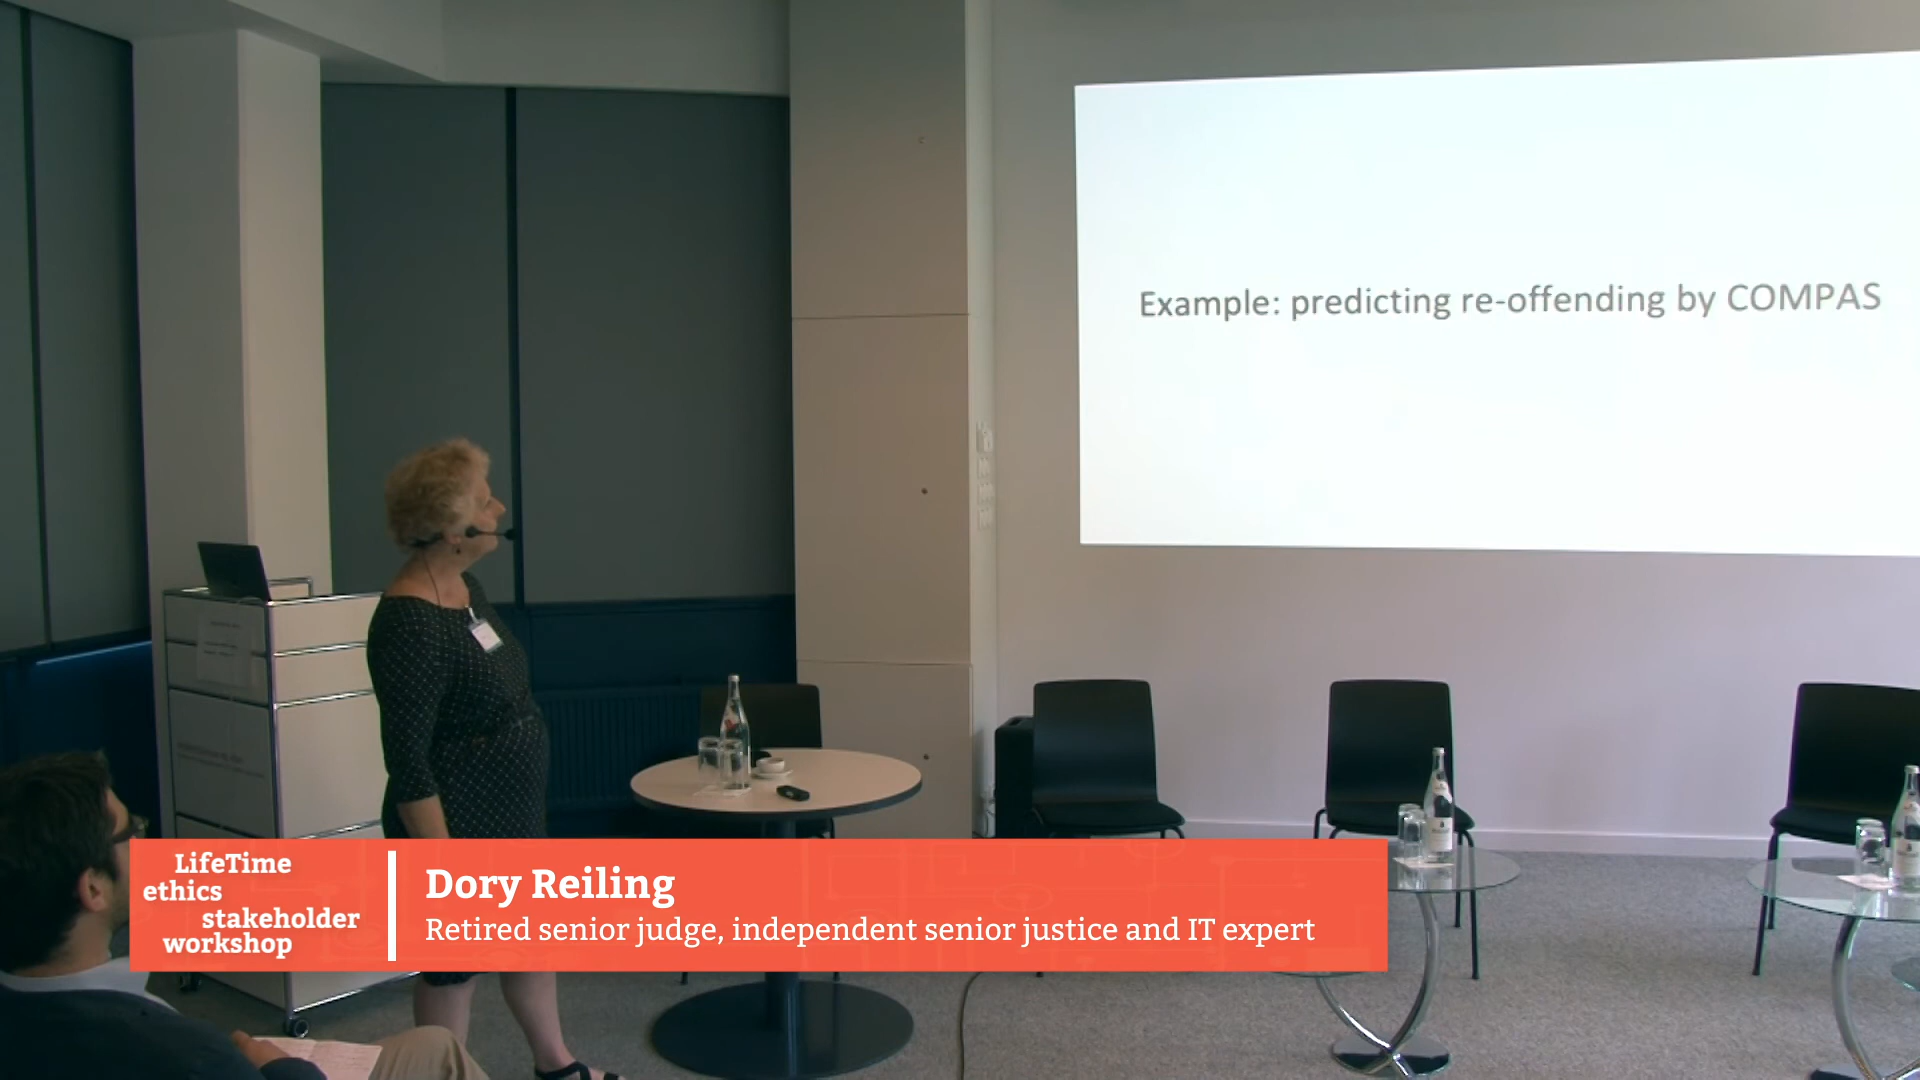 Example: predicting re-offending by COMPAS
LifeTime
ethics
stakeholder
workshop
Dory Reiling
Retired senior judge, independent senior justice and IT expert